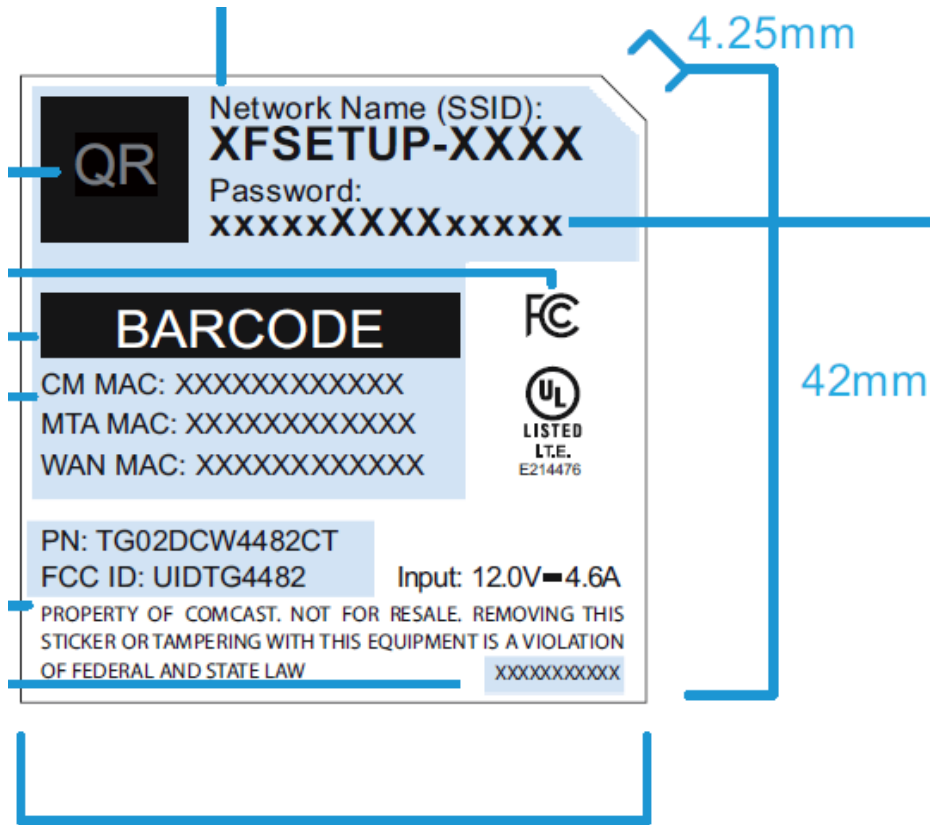 4.25mm
QR
Network Name (SSID):
XFSETUP-XXXX
Password:
xxxxxXXXXxxxxx
FC
BARCODE
CM MAC: XXXXXXXXXXXX
MTA MAC: XXXXXXXXXXXX
WAN MAC: XXXXXXXXXXXX
UL
LISTED
I.T.E.
E214476
42mm
PN: TG02DCW4482CT
FCC ID: UIDTG4482
Input: 12.0V⎓4.6A
PROPERTY OF COMCAST. NOT FOR RESALE. REMOVING THIS
STICKER OR TAMPERING WITH THIS EQUIPMENT IS A VIOLATION
OF FEDERAL AND STATE LAW
XXXXXXXXXXX